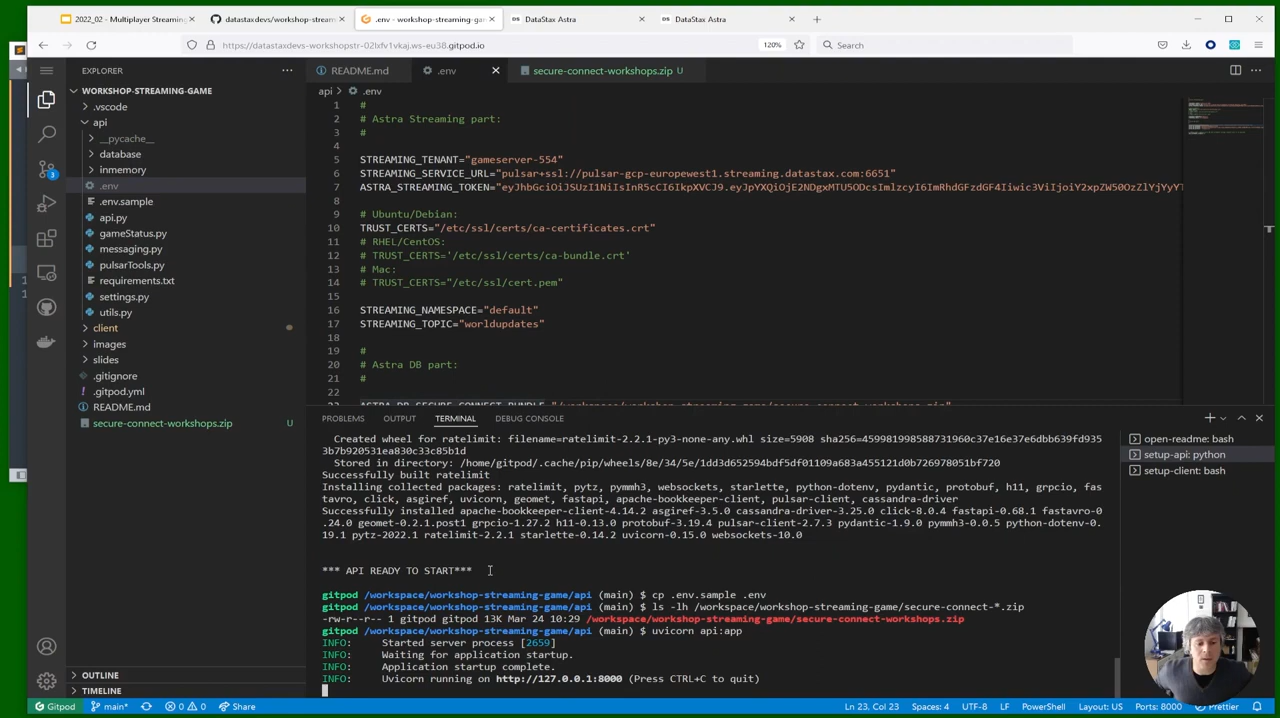 2022_02 - Multiplayer Streaming
datastaxdevs/workshop-stream
.env - workshop-streaming-ga
DataStax Astra
DataStax Astra
https://datastaxdevs-workshopstr-02lxfv1vkaj.ws-eu38.gitpod.io
120%
Search
EXPLORER
README.md
.env
secure-connect-workshops.zip U
WORKSHOP-STREAMING-GAME
api > .env
.vscode
api
__pycache__
database
inmemory
.env
.env.sample
api.py
gameStatus.py
messaging.py
pulsarTools.py
requirements.txt
settings.py
utils.py
client
images
slides
.gitignore
.gitpod.yml
README.md
secure-connect-workshops.zip U
OUTLINE
TIMELINE
3
1 #
2 # Astra Streaming part:
3 #
4
5 STREAMING_TENANT="gameserver-554"
6 STREAMING_SERVICE_URL="pulsar+ssl://pulsar-gcp-europewest1.streaming.datastax.com:6651"
7 ASTRA_STREAMING_TOKEN=
8
9 # Ubuntu/Debian:
10 TRUST_CERTS="/etc/ssl/certs/ca-certificates.crt"
11 # RHEL/CentOS:
12 # TRUST_CERTS='/etc/ssl/certs/ca-bundle.crt'
13 # Mac:
14 # TRUST_CERTS="/etc/ssl/cert.pem"
15
16 STREAMING_NAMESPACE="default"
17 STREAMING_TOPIC="worldupdates"
18
19 #
20 # Astra DB part:
21 #
22
23 ASTRA_DB_SECURE_CONNECT_BUNDLE="/workspace/workshop-streaming-game/secure-connect-workshops.zip"
PROBLEMS OUTPUT TERMINAL DEBUG CONSOLE
Created wheel for ratelimit: filename=ratelimit-2.2.1-py3-none-any.whl size=5908
Stored in directory: /home/gitpod/.cache/pip/wheels/8e/34/5e/
Successfully built ratelimit
Installing collected packages: ratelimit, pytz, pymmh3, websockets, starlette, python-dotenv, pydantic, protobuf, h11, grpcio, fas
tavro, click, asgiref, uvicorn, geomet, fastapi, apache-bookkeeper-client, pulsar-client, cassandra-driver
Successfully installed apache-bookkeeper-client-4.14.2 asgiref-3.5.0 cassandra-driver-3.25.0 click-8.0.4 fastapi-0.68.1 fastavro-0
.24.0 geomet-0.2.1.post1 grpcio-1.27.2 h11-0.13.0 protobuf-3.19.4 pulsar-client-2.7.3 pydantic-1.9.0 pymmh3-0.0.5 python-dotenv-0.
19.1 pytz-2022.1 ratelimit-2.2.1 starlette-0.14.2 uvicorn-0.15.0 websockets-10.0
*** API READY TO START***
gitpod /workspace/workshop-streaming-game/api (main) $ cp .env.sample .env
gitpod /workspace/workshop-streaming-game/api (main) $ ls -lh /workspace/workshop-streaming-game/secure-connect-*.zip
-rw-r--r-- 1 gitpod gitpod 13K Mar 24 10:29 /workspace/workshop-streaming-game/secure-connect-workshops.zip
gitpod /workspace/workshop-streaming-game/api (main) $ uvicorn api:app
INFO: Started server process [2659]
INFO: Waiting for application startup.
INFO: Application startup complete.
INFO: Uvicorn running on http://127.0.0.1:8000 (Press CTRL+C to quit)
open-readme: bash
setup-api: python
setup-client: bash
Gitpod main* 0 0 Share
Ln 23, Col 23 Spaces: 4 UTF-8 LF PowerShell Layout: US Ports: 8000 Prettier